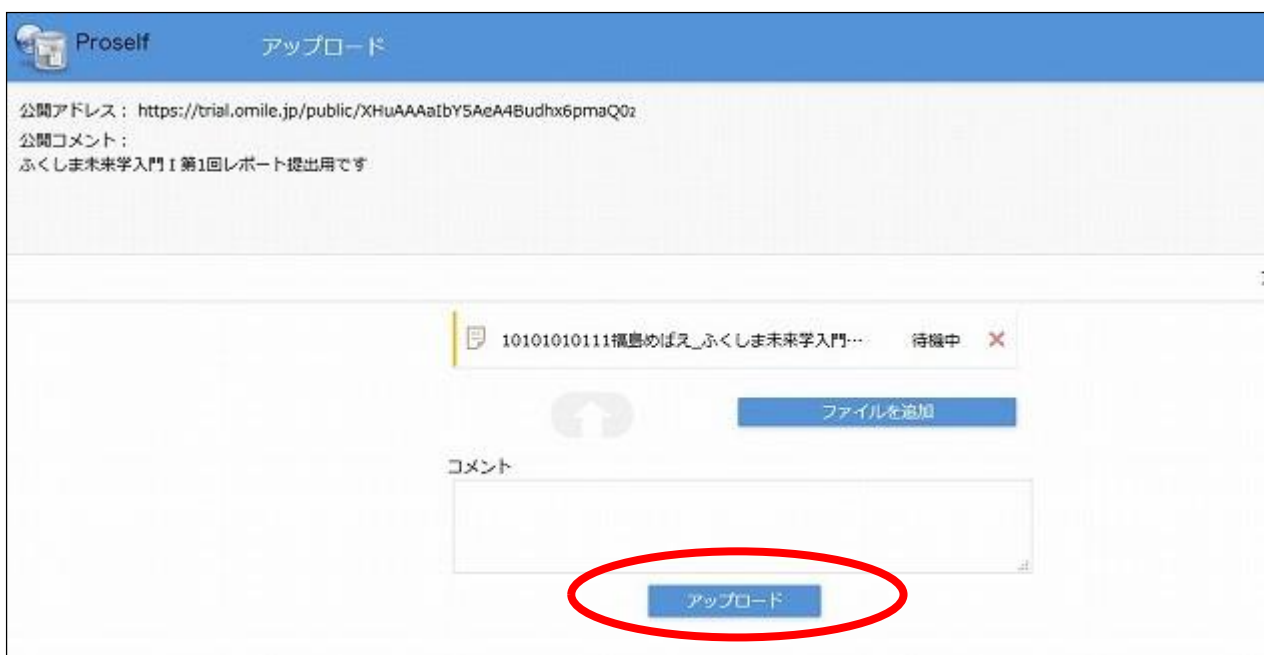 Proself アップロード
公開アドレス： https://trial.omile.jp/public/XHuAAAaIbY5AeA4Budhx6pmaQ0z
公開コメント：
ふくしま未来学入門Ⅰ第1回レポート提出用です
10101010111福島めばえ_ふくしま未来学入門… 待機中
ファイルを追加
コメント
アップロード